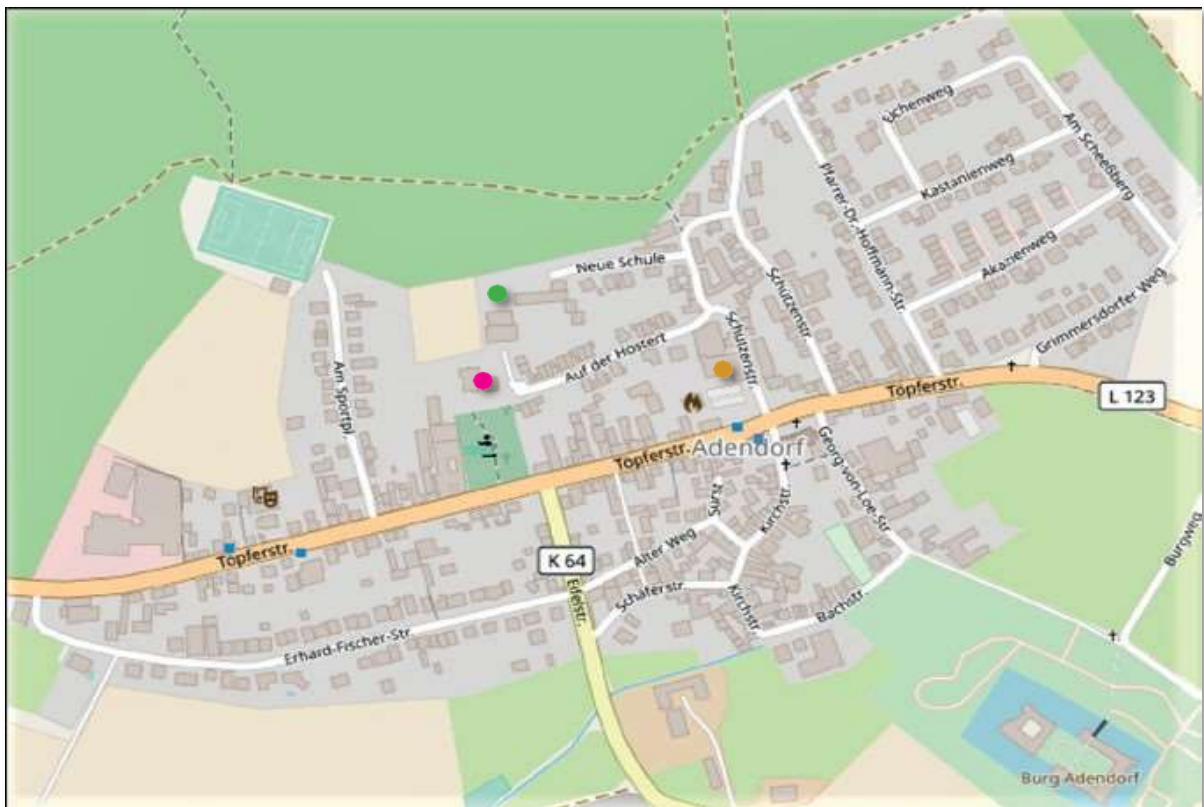 Eichenweg
Am Scheeßberg
Kastanienweg
Pfarrer-Dr.-Hoffmann-Str.
Akazienweg
Grimmersdorfer Weg
Neue Schule
Schützenstr.
Schützenstr.
Auf der Hostert
Am Sportpl.
Töpferstr.
L 123
Adendorf
Töpferstr.
Georg-von-Loe-Str.
Sürst
Kirchstr.
Alter Weg
Töpferstr.
K 64
Eifelstr.
Schäferstr.
Kirchstr.
Bachstr.
Burgweg
Erhard-Fischer-Str.
Burg Adendorf